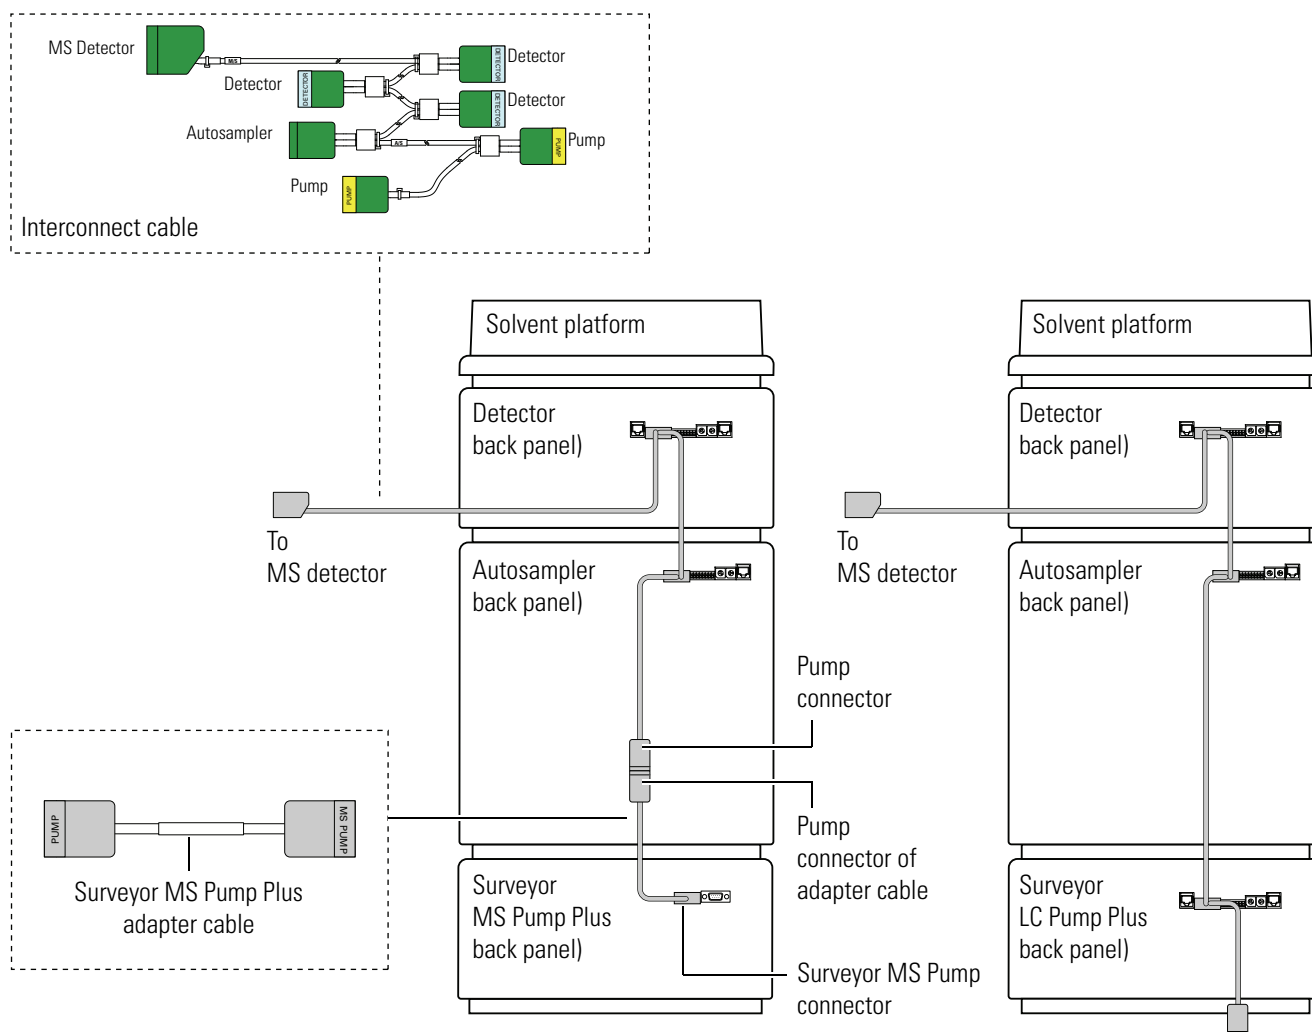 MS Detector
M/S
DETECTOR
Detector
Detector
DETECTOR
DETECTOR
Detector
Autosampler
A/S
PUMP
Pump
Pump
PUMP
Interconnect cable
Solvent platform
Solvent platform
Detector
back panel)
Detector
back panel)
To
MS detector
To
MS detector
Autosampler
back panel)
Autosampler
back panel)
Pump
connector
Pump
connector of
adapter cable
PUMP
MS PUMP
Surveyor MS Pump Plus
adapter cable
Surveyor
MS Pump Plus
back panel)
Surveyor MS Pump
connector
Surveyor
LC Pump Plus
back panel)